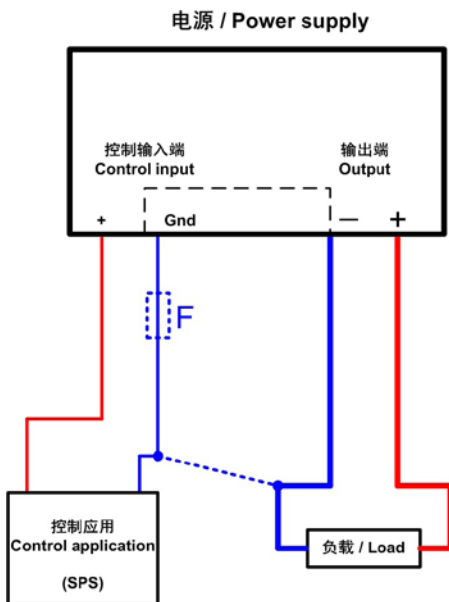 电源 / Power supply
控制输入端
Control input
输出端
Output
+
Gnd
—
+
F
控制应用
Control application
(SPS)
负载 / Load